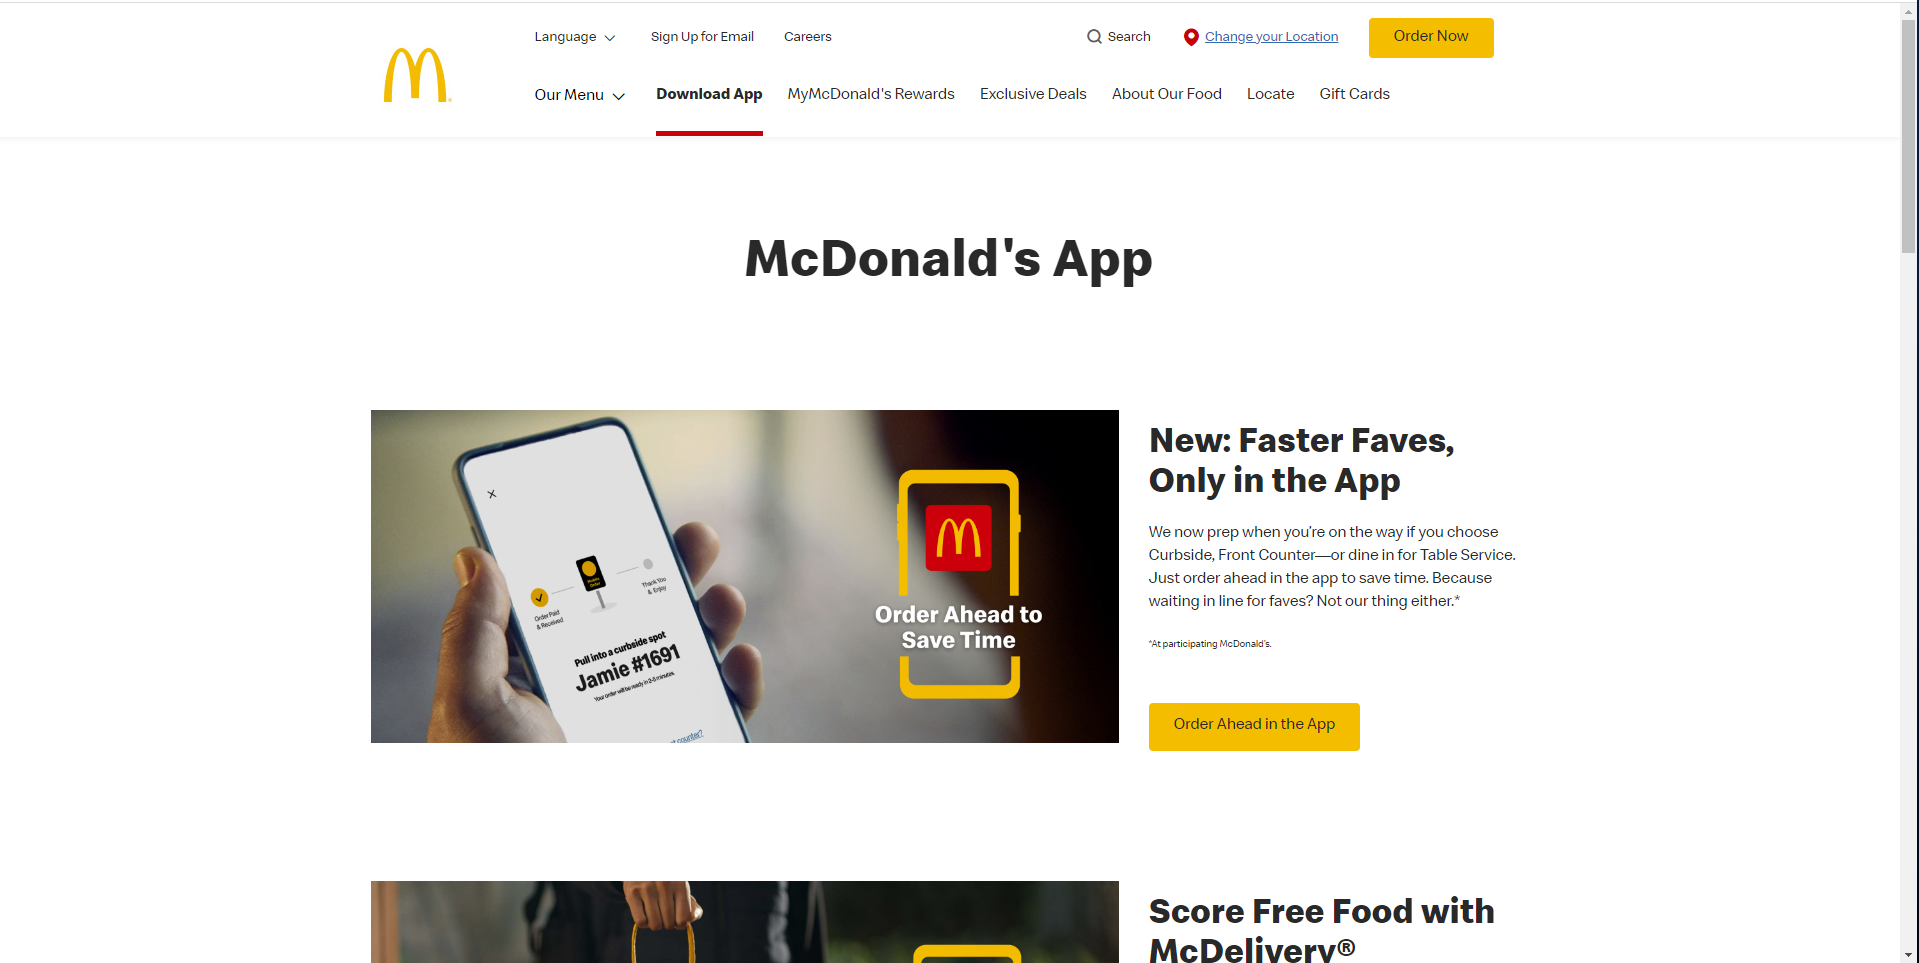 Language
Sign Up for Email
Careers
Search
Change your Location
Order Now
Our Menu
Download App
MyMcDonald's Rewards
Exclusive Deals
About Our Food
Locate
Gift Cards
McDonald's App
Order Paid
& Received
Mobile
Order
Thank You
& Enjoy
Pull into a curbside spot
Jamie #1691
Your order will be ready in 2-5 minutes.
counter?
Order Ahead to
Save Time
New: Faster Faves,
Only in the App
We now prep when you’re on the way if you choose
Curbside, Front Counter—or dine in for Table Service.
Just order ahead in the app to save time. Because
waiting in line for faves? Not our thing either.*
*At participating McDonald's.
Order Ahead in the App
Score Free Food with
McDelivery®